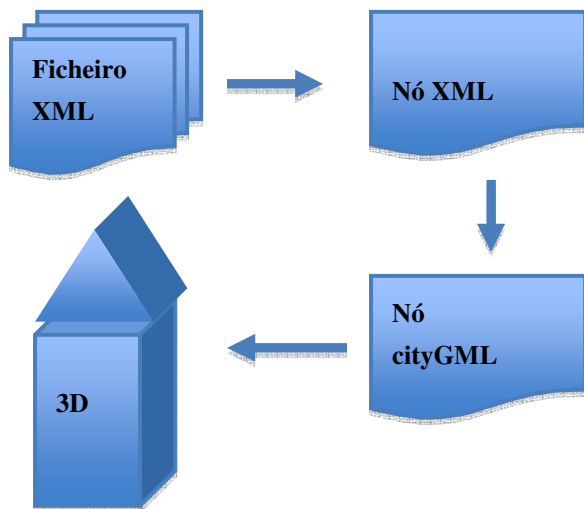 Ficheiro
XML
Nó XML
Nó
cityGML
3D